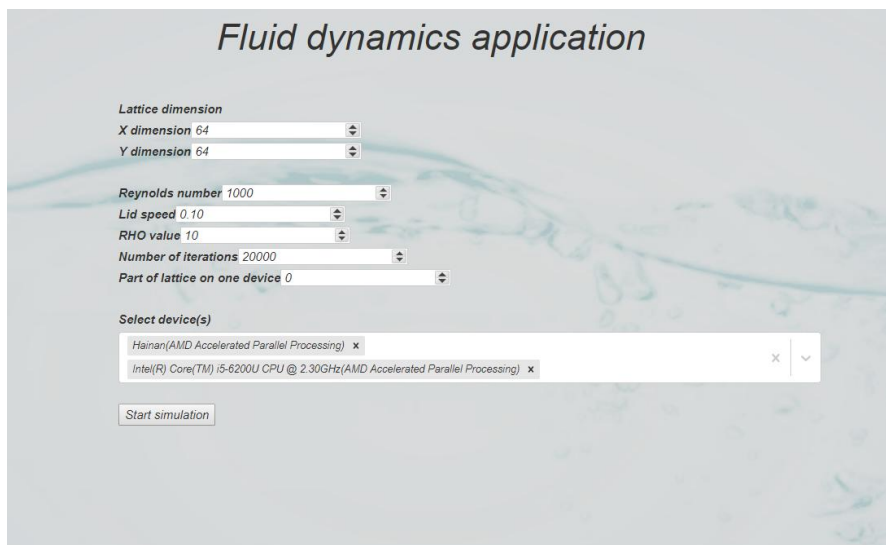 Fluid dynamics application
Lattice dimension
X dimension 64
Y dimension 64
Reynolds number 1000
Lid speed 0.10
RHO value 10
Number of iterations 20000
Part of lattice on one device 0
Select device(s)
Hainan(AMD Accelerated Parallel Processing) x
Intel(R) Core(TM) i5-6200U CPU @ 2.30GHz(AMD Accelerated Parallel Processing) x
Start simulation